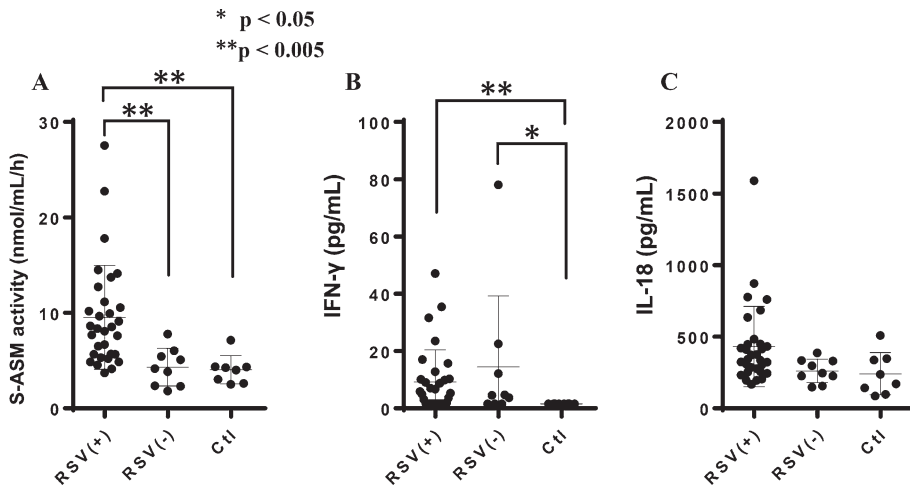 * p < 0.05
**p < 0.005
A
**
**
S-ASM activity (nmol/mL/h)
30
20
10
0
RSV(+)
RSV(-)
Ctl
B
**
*
IFN-γ (pg/mL)
100
80
60
40
20
0
RSV(+)
RSV(-)
Ctl
C
IL-18 (pg/mL)
2000
1500
1000
500
0
RSV(+)
RSV(-)
Ctl